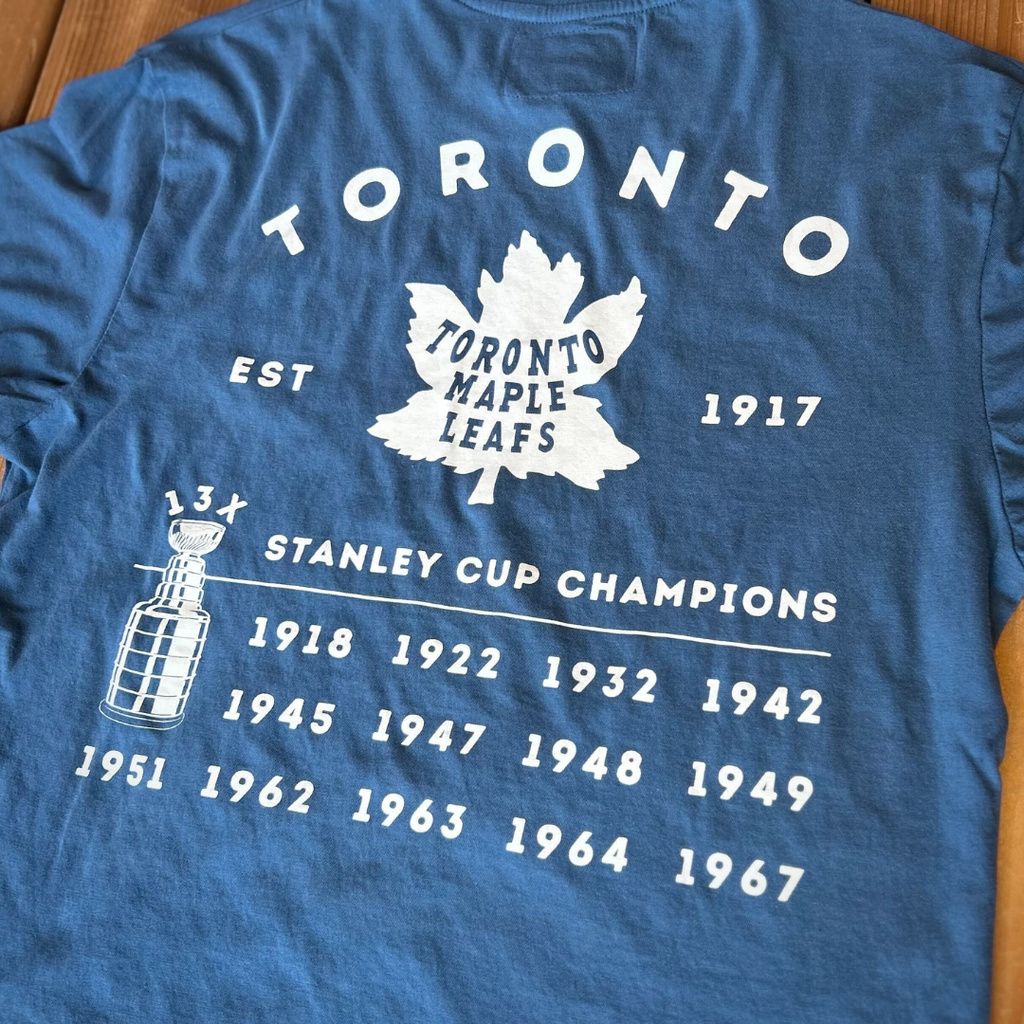 TORONTO
TORONTO
MAPLE
LEAFS
EST
1917
13X
STANLEY CUP CHAMPIONS
1918 1922 1932 1942
1945 1947 1948 1949
1951 1962 1963 1964 1967